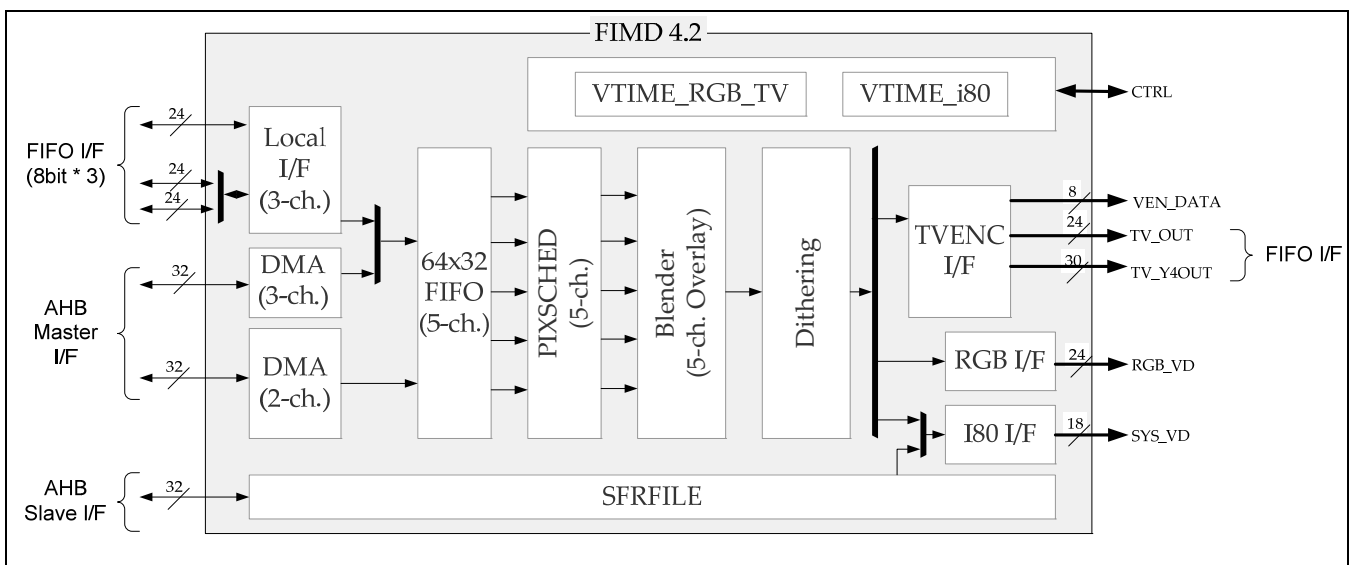 FIMD 4.2
VTIME_RGB_TV
VTIME_i80
CTRL
FIFO I/F
(8bit * 3)
24
24
24
Local
I/F
(3-ch.)
AHB
Master
I/F
32
32
DMA
(3-ch.)
DMA
(2-ch.)
64x32
FIFO
(5-ch.)
PIXSCHED
(5-ch.)
Blender
(5-ch. Overlay)
Dithering
TVENC
I/F
8
VEN_DATA
24
TV_OUT
30
TV_Y4OUT
FIFO I/F
RGB I/F
24
RGB_VD
I80 I/F
18
SYS_VD
AHB
Slave I/F
32
SFRFILE